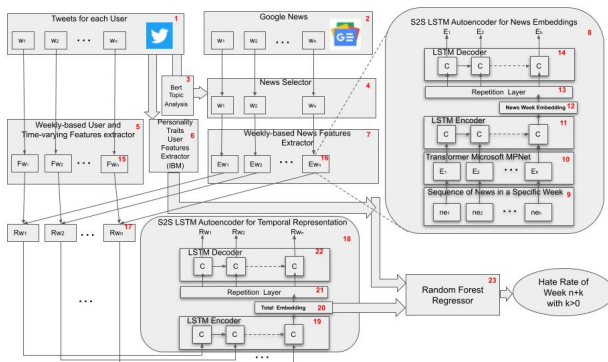 Tweets for each User 1
w₁ w₂ • • • wₙ
Google News 2
w₁ w₂ • • • wₙ
GE
S2S LSTM Autoencoder for News Embeddings
8
E₁ E₂ Eₖ
LSTM Decoder 14
C C C
Repetition Layer 13
News Week Embedding 12
LSTM Encoder 11
C C C
Transformer Microsoft MPNet
E₁ E₂ • • • Eₖ 10
Sequence of News in a Specific Week
ne₁ ne₂ • • • neₙ 9
3
Bert
Topic
Analysis
News Selector 4
w₁ w₂ • • • wₙ
Weekly-based User and
Time-varying Features extractor
5
Fw₁ Fw₂ • • • Fwₙ 15
Personality
Traits User
Features
Extractor
(IBM)
6
Weekly-based News Features
Extractor
7
Ew₁ Ew₂ • • • Ewₙ 16
Rw₁ Rw₂ • • • Rwₙ 17
S2S LSTM Autoencoder for Temporal Representation
18
Rw₁ Rw₂ Rwₙ
LSTM Decoder 22
C C C
Repetition Layer 21
Total Embedding 20
LSTM Encoder 19
C C C
• • •
• • •
23
Random Forest
Regressor
Hate Rate of
Week n+k
with k>0